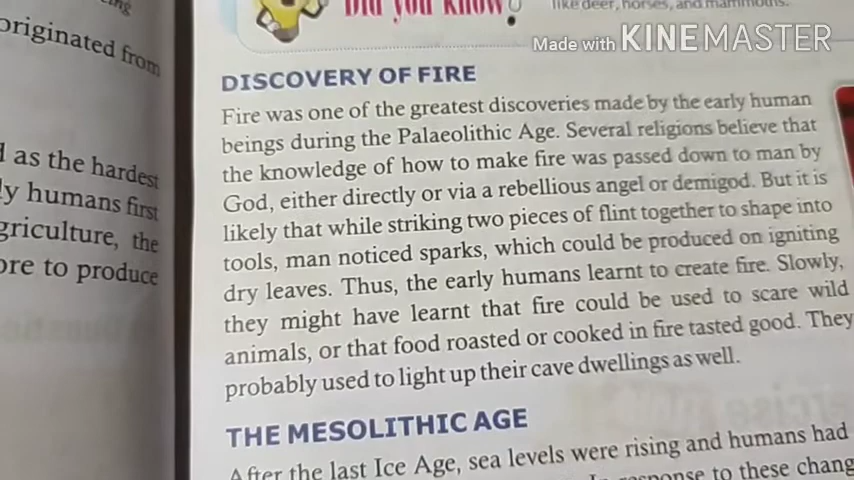 originated from
d as the hardest
ly humans first
griculture, the
ore to produce
Did you know?
like deer, horses, and mammoths.
Made with KINEMASTER
DISCOVERY OF FIRE
Fire was one of the greatest discoveries made by the early human
beings during the Palaeolithic Age. Several religions believe that
the knowledge of how to make fire was passed down to man by
God, either directly or via a rebellious angel or demigod. But it is
likely that while striking two pieces of flint together to shape into
tools, man noticed sparks, which could be produced on igniting
dry leaves. Thus, the early humans learnt to create fire. Slowly,
they might have learnt that fire could be used to scare wild
animals, or that food roasted or cooked in fire tasted good. They
probably used to light up their cave dwellings as well.
THE MESOLITHIC AGE
After the last Ice Age, sea levels were rising and humans had
response to these chang